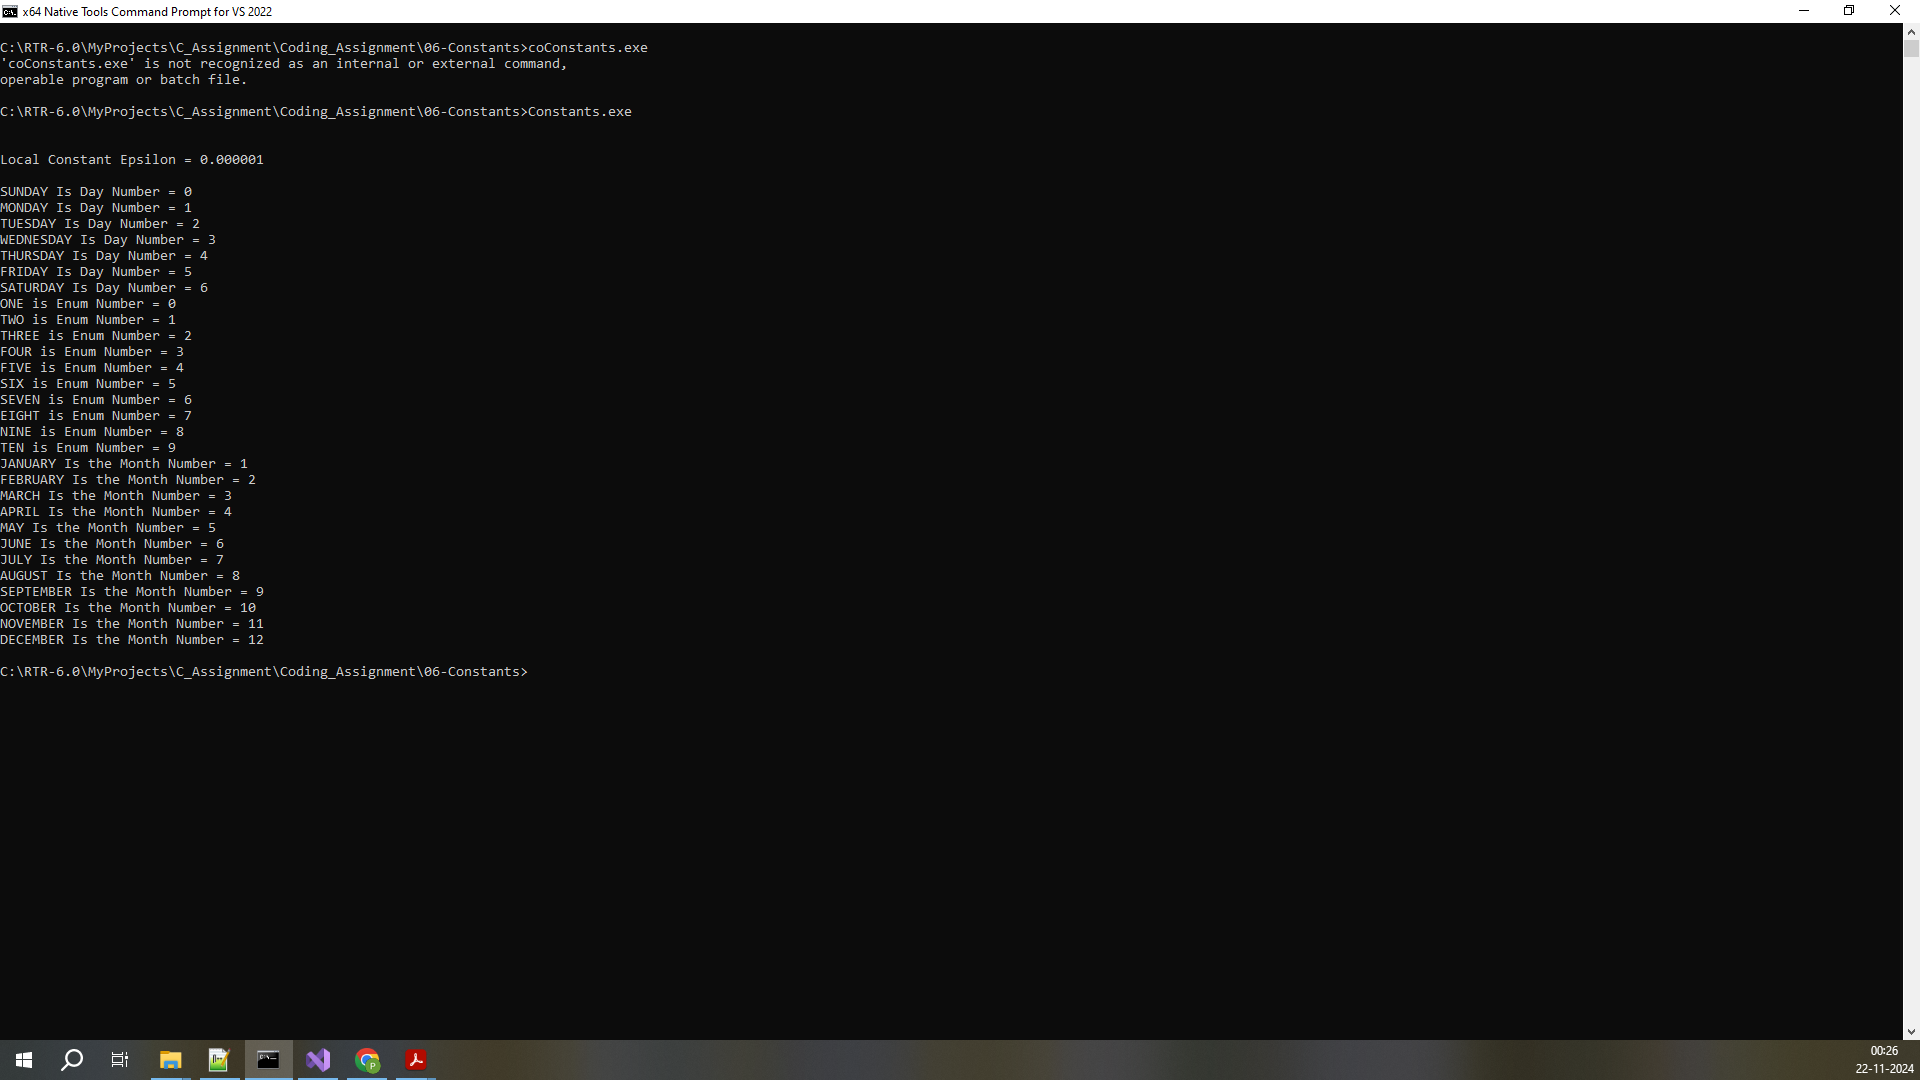 x64 Native Tools Command Prompt for VS 2022
C:\RTR-6.0\MyProjects\C_Assignment\Coding_Assignment\06-Constants>coConstants.exe
'coConstants.exe' is not recognized as an internal or external command,
operable program or batch file.
C:\RTR-6.0\MyProjects\C_Assignment\Coding_Assignment\06-Constants>Constants.exe
Local Constant Epsilon = 0.000001
SUNDAY Is Day Number = 0
MONDAY Is Day Number = 1
TUESDAY Is Day Number = 2
WEDNESDAY Is Day Number = 3
THURSDAY Is Day Number = 4
FRIDAY Is Day Number = 5
SATURDAY Is Day Number = 6
ONE is Enum Number = 0
TWO is Enum Number = 1
THREE is Enum Number = 2
FOUR is Enum Number = 3
FIVE is Enum Number = 4
SIX is Enum Number = 5
SEVEN is Enum Number = 6
EIGHT is Enum Number = 7
NINE is Enum Number = 8
TEN is Enum Number = 9
JANUARY Is the Month Number = 1
FEBRUARY Is the Month Number = 2
MARCH Is the Month Number = 3
APRIL Is the Month Number = 4
MAY Is the Month Number = 5
JUNE Is the Month Number = 6
JULY Is the Month Number = 7
AUGUST Is the Month Number = 8
SEPTEMBER Is the Month Number = 9
OCTOBER Is the Month Number = 10
NOVEMBER Is the Month Number = 11
DECEMBER Is the Month Number = 12
C:\RTR-6.0\MyProjects\C_Assignment\Coding_Assignment\06-Constants>
00:26
22-11-2024